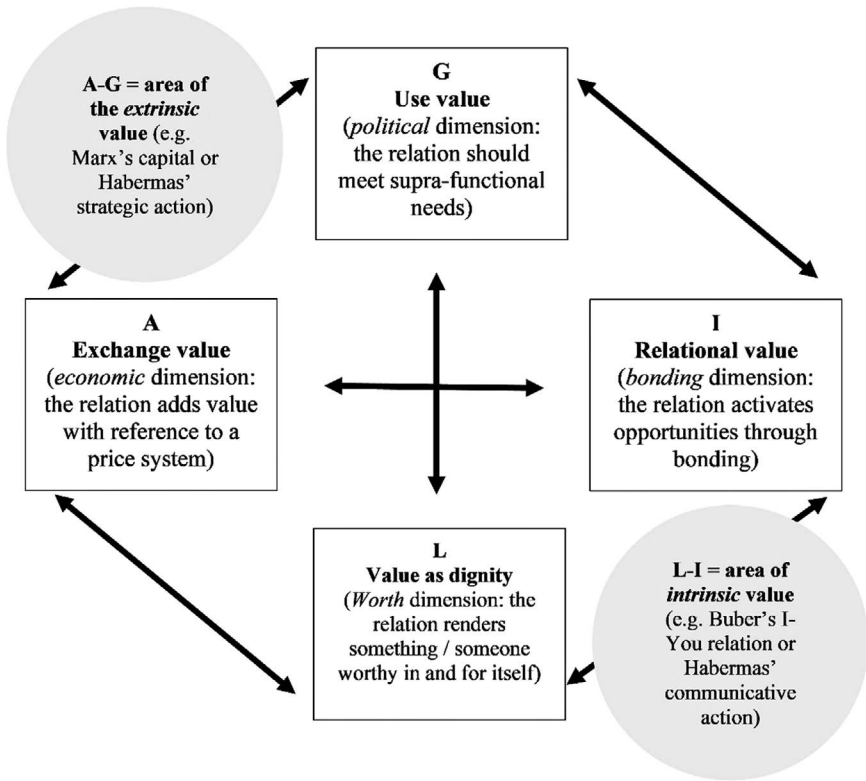 A-G = area of
the extrinsic
value (e.g.
Marx's capital or
Habermas'
strategic action)
G
Use value
(political dimension:
the relation should
meet supra-functional
needs)
A
Exchange value
(economic dimension:
the relation adds value
with reference to a
price system)
I
Relational value
(bonding dimension:
the relation activates
opportunities through
bonding)
L
Value as dignity
(Worth dimension: the
relation renders
something / someone
worthy in and for itself)
L-I = area of
intrinsic value
(e.g. Buber's I-
You relation or
Habermas'
communicative
action)